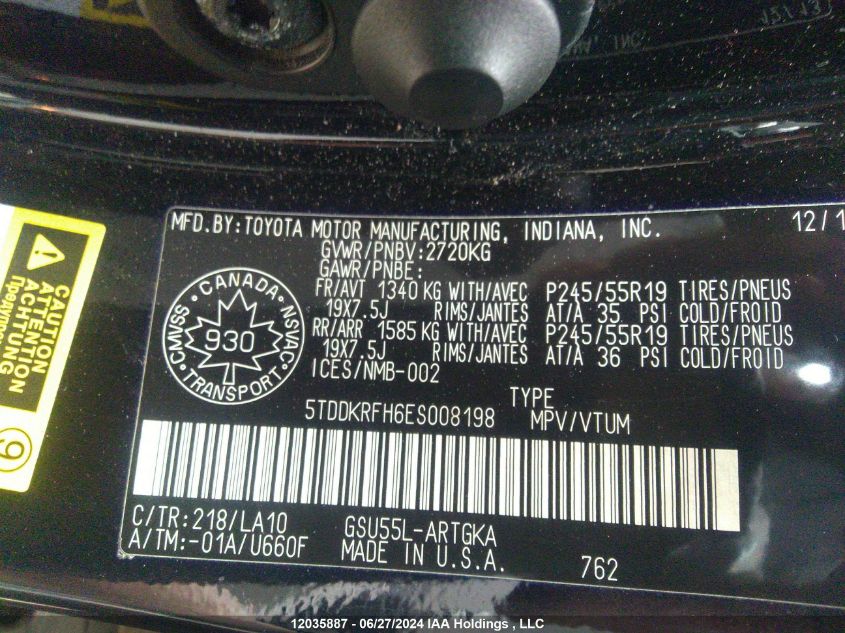 12/13
INC.
MFD.BY:TOYOTA MOTOR MANUFACTURING, INDIANA, INC. 12/1
GVWR/PNBV:2720KG
GAWR/PNBE:
FR/AVT 1340 KG WITH/AVEC P245/55R19 TIRES/PNEUS
19X7.5J RIMS/JANTES AT/À 35 PSI COLD/FROID
RR/ARR 1585 KG WITH/AVEC P245/55R19 TIRES/PNEUS
19X7.5J RIMS/JANTES AT/À 36 PSI COLD/FROID
ICES/NMB-002
CANADA
CMVSS 930 NSVAC
TRANSPORT
TYPE
5TDDKRFH6ES008198 MPV/VTUM
C/TR:218/LA10 GSU55L-ARTGKA
A/TM:-01A/U660F MADE IN U.S.A. 762
CAUTION
ATTENTION
ACHTUNG
9
12035887 - 06/27/2024 IAA Holdings , LLC